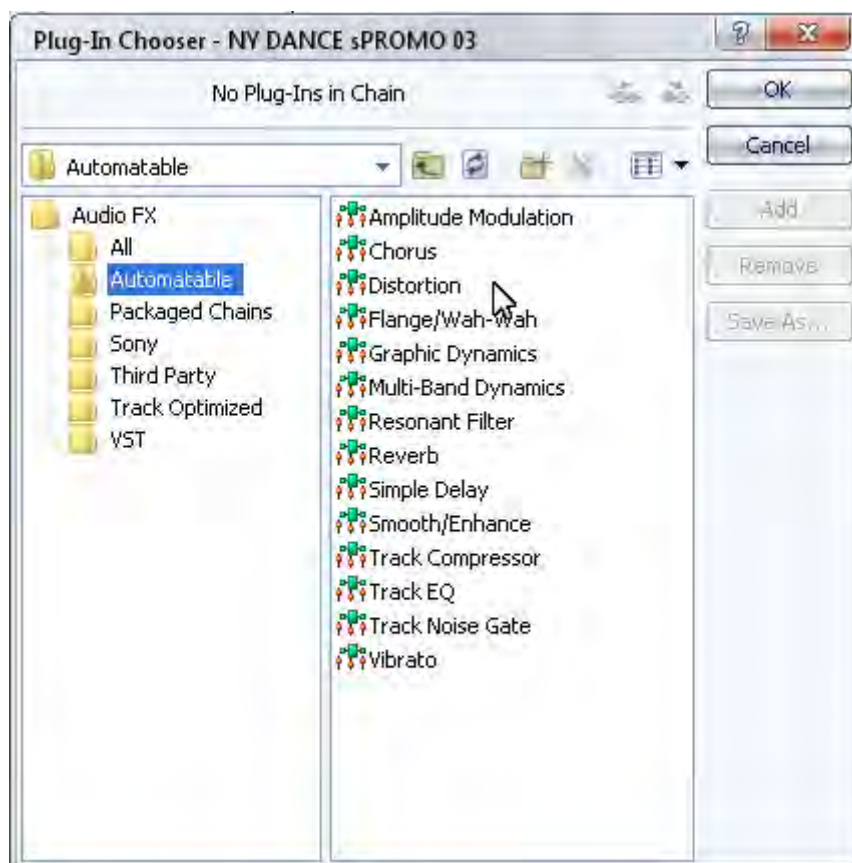 Plug-In Chooser - NY DANCE sPROMO 03
No Plug-Ins in Chain
OK
Cancel
Automatable
Add
Remove
Save As...
Audio FX
All
Automatable
Packaged Chains
Sony
Third Party
Track Optimized
VST
Amplitude Modulation
Chorus
Distortion
Flange/Wah-Wah
Graphic Dynamics
Multi-Band Dynamics
Resonant Filter
Reverb
Simple Delay
Smooth/Enhance
Track Compressor
Track EQ
Track Noise Gate
Vibrato